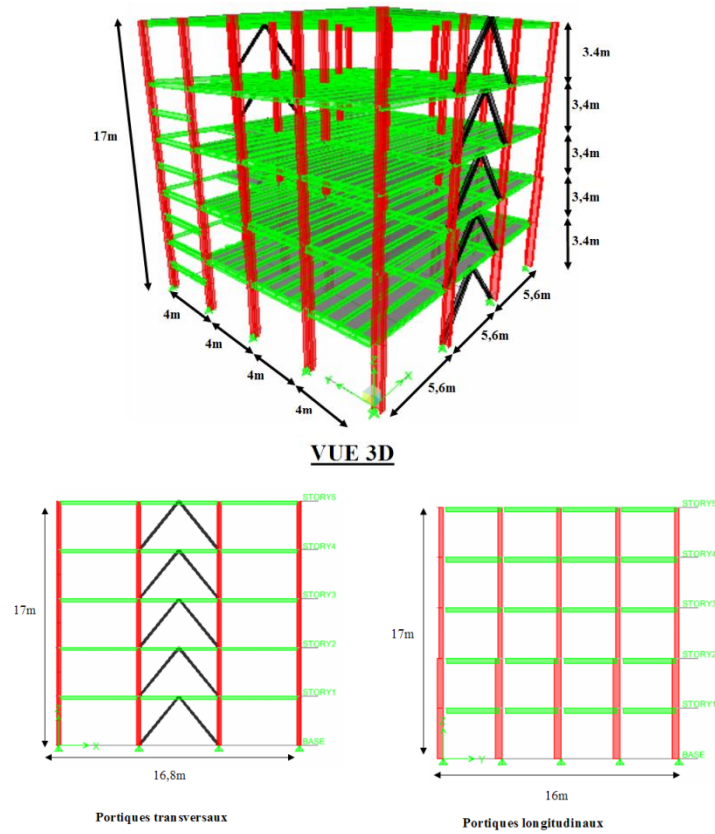 3.4m
3,4m
17m
3,4m
3,4m
3.4m
5,6m
4m
5,6m
4m
4m
5,6m
4m
X
Y
Z
VUE 3D
STORY5
STORY4
STORY3
17m
STORY2
STORY1
X
BASE
16,8m
Portiques transversaux
STORY5
STORY4
STORY3
17m
STORY2
STORY1
Y
BASE
16m
Portiques longitudinaux